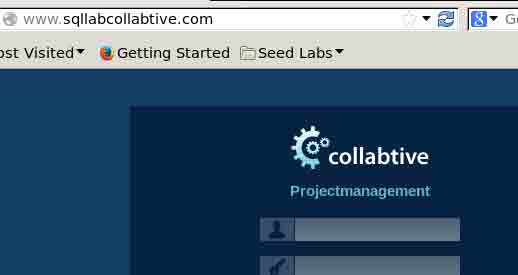 www.sqllabcollabtive.com
ost Visited Getting Started Seed Labs
collabtive
Projectmanagement